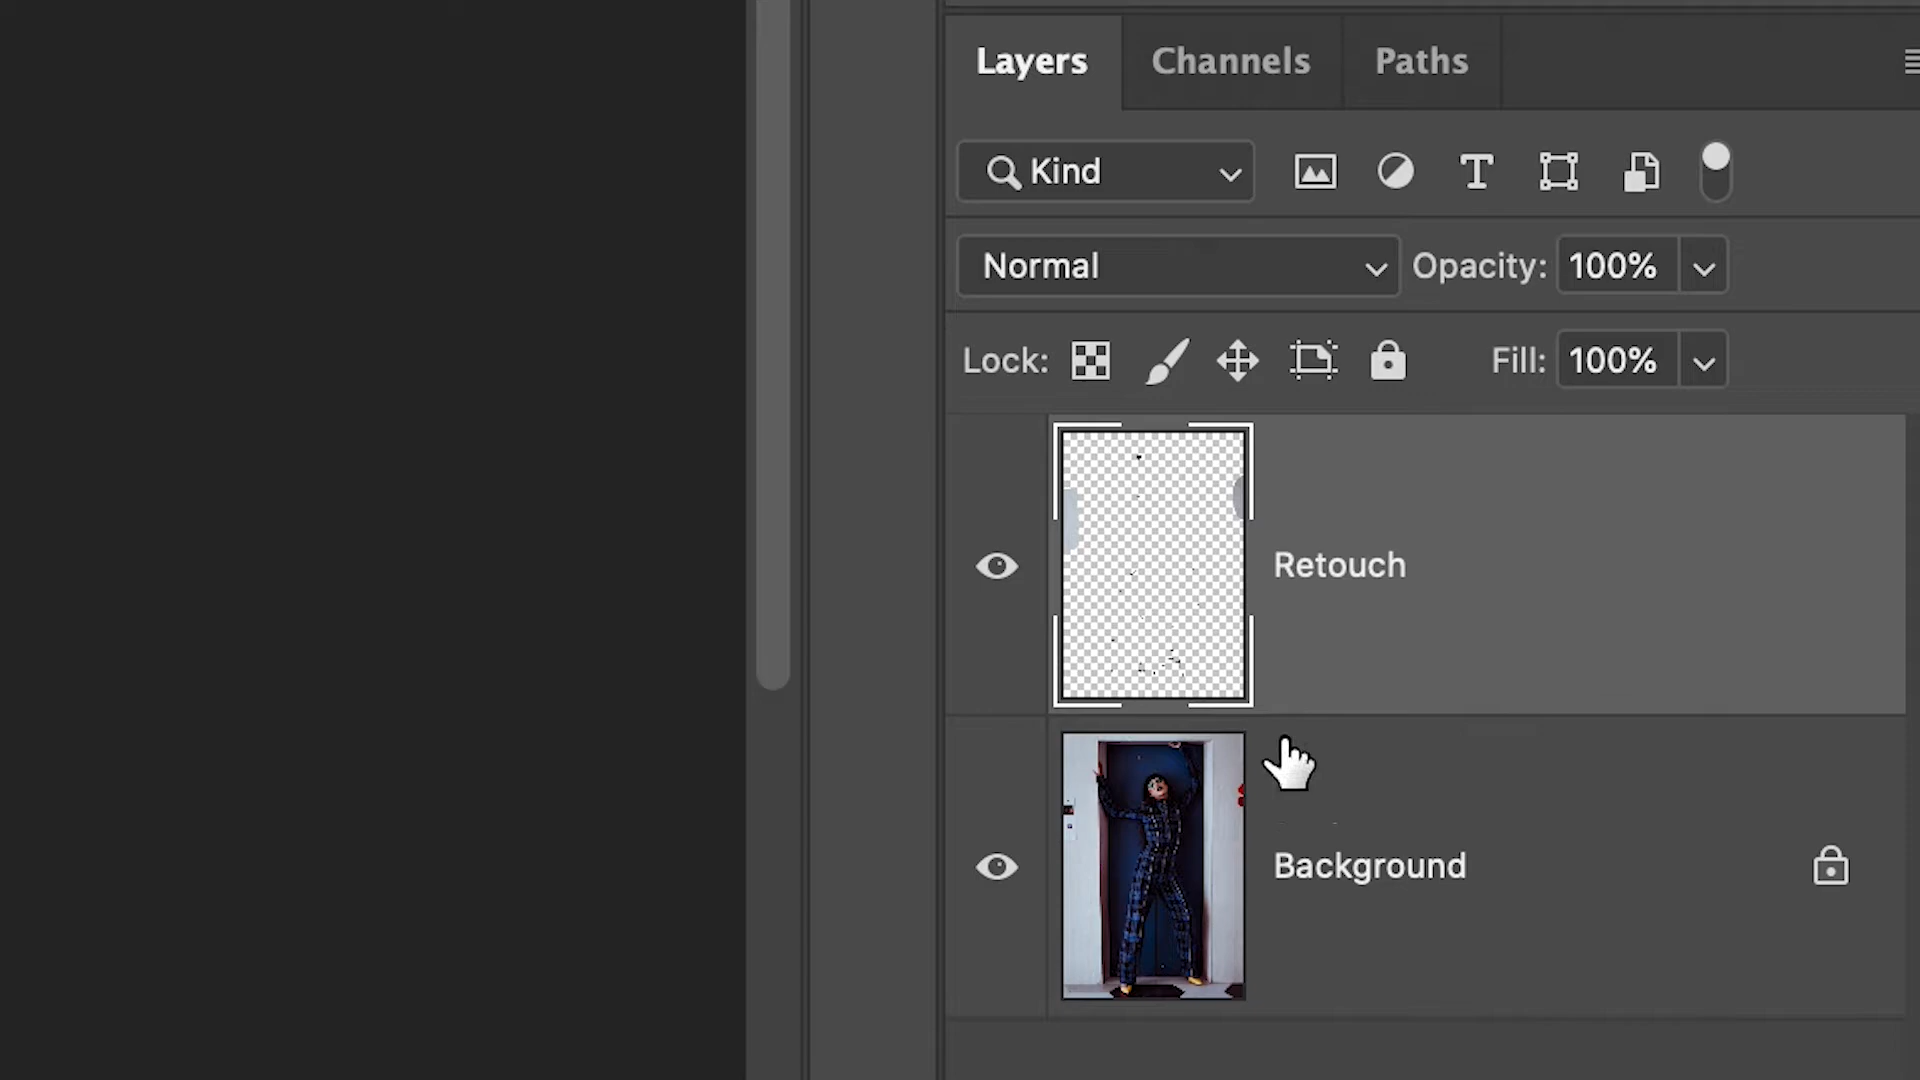 Layers Channels Paths
Kind
Normal Opacity: 100%
Lock: Fill: 100%
Retouch
Background